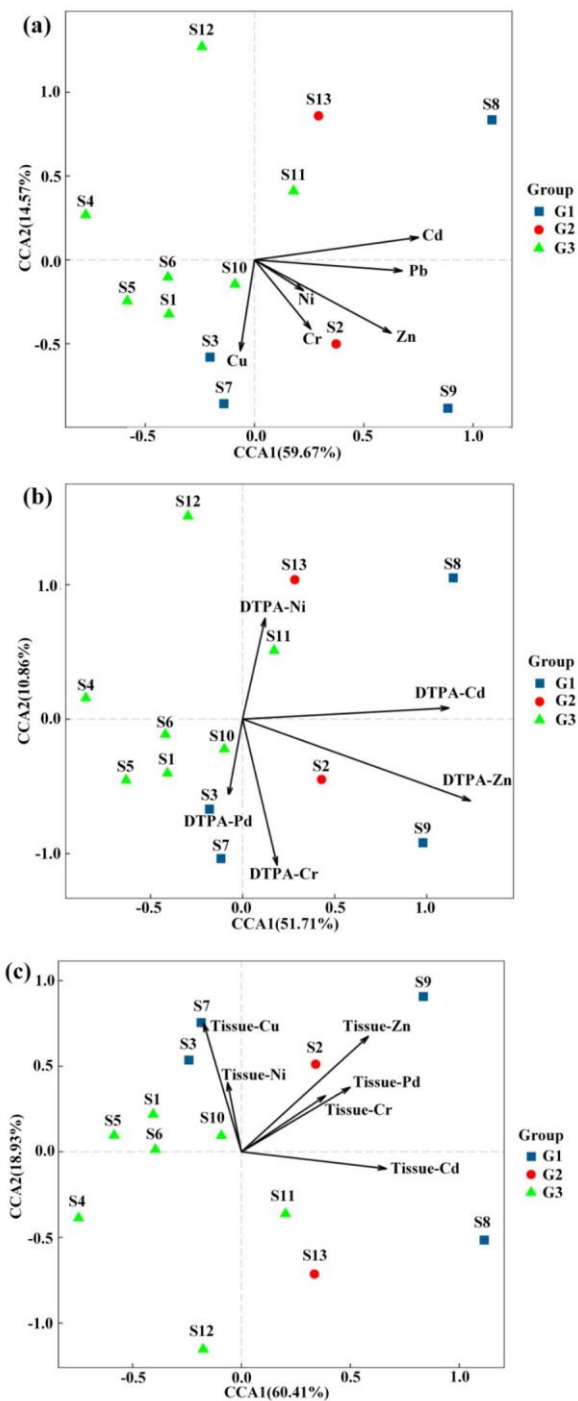 (a)
S12
S13
S8
1.0
S11
Group
G1
G2
G3
0.5
S4
CCA2(14.57%)
Cd
0.0
S6
S10
Pb
S5
S1
Ni
S3
Cr
S2
Zn
-0.5
Cu
S7
S9
-0.5
0.0
0.5
1.0
CCA1(59.67%)
(b)
S12
S13
S8
1.0
DTPA-Ni
S11
Group
G1
G2
G3
S4
DTPA-Cd
CCA2(10.86%)
0.0
S6
S10
S5
S1
S2
DTPA-Zn
S3
DTPA-Pd
S9
S7
-1.0
DTPA-Cr
-0.5
0.0
0.5
1.0
CCA1(51.71%)
(c)
S9
1.0
S7
Tissue-Cu
Tissue-Zn
S3
S2
0.5
Tissue-Ni
Tissue-Pd
S1
Tissue-Cr
S5
S10
S6
Group
G1
G2
G3
CCA2(18.93%)
0.0
Tissue-Cd
S4
S11
S8
-0.5
S13
S12
-1.0
-0.5
0.0
0.5
1.0
CCA1(60.41%)